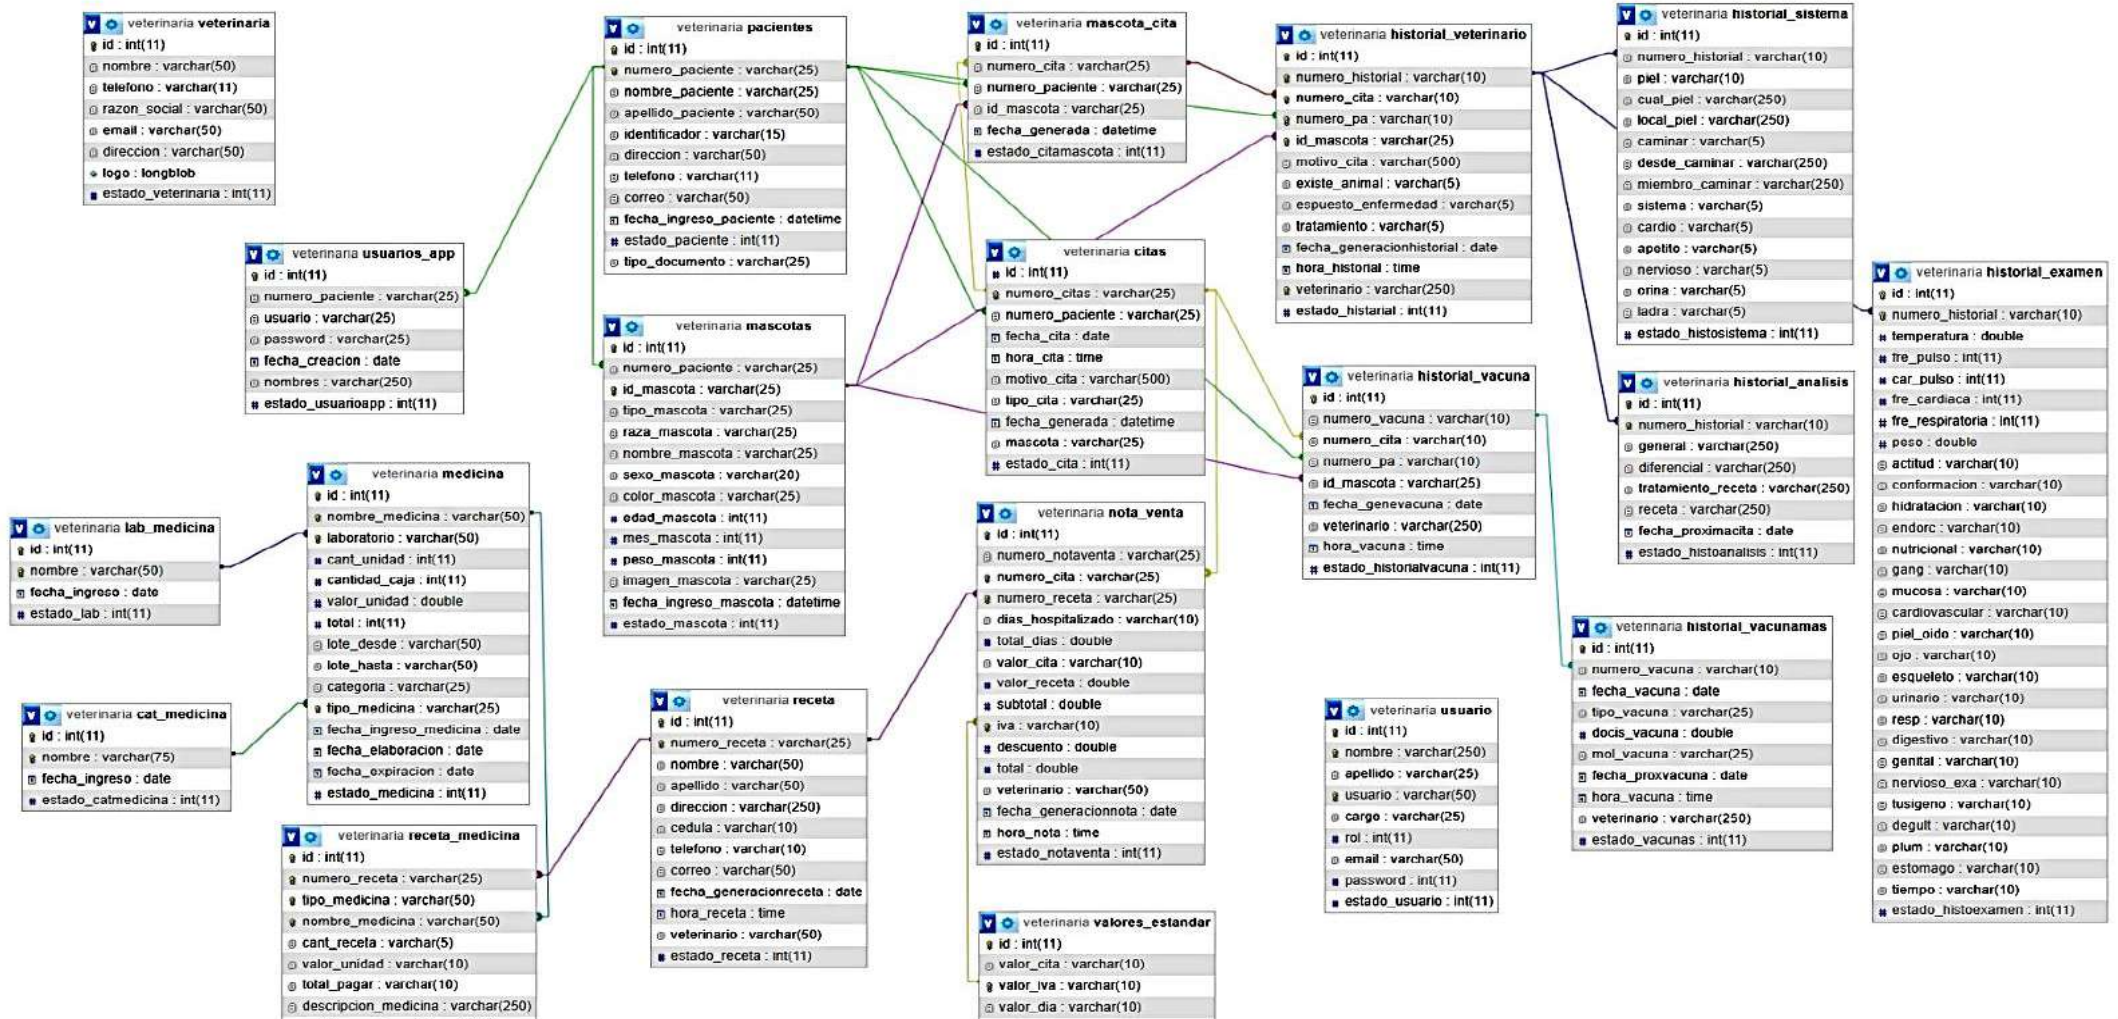 veterinaria veterinaria
id : int(11)
nombre : varchar(50)
telefono : varchar(11)
razon_social : varchar(50)
email : varchar(50)
direccion : varchar(50)
logo : longblob
estado_veterinaria : int(11)
veterinaria usuarios_app
id : int(11)
numero_paciente : varchar(25)
usuario : varchar(25)
password : varchar(25)
fecha_creacion : date
nombres : varchar(250)
estado_usuarioapp : int(11)
veterinaria lab_medicina
id : int(11)
nombre : varchar(50)
fecha_ingreso : date
estado_lab : int(11)
veterinaria cat_medicina
id : int(11)
nombre : varchar(75)
fecha_ingreso : date
estado_catmedicina : int(11)
veterinaria medicina
id : int(11)
nombre_medicina : varchar(50)
laboratorio : varchar(50)
cant_unidad : int(11)
cantidad_caja : int(11)
valor_unidad : double
total : int(11)
lote_desde : varchar(50)
lote_hasta : varchar(50)
categoria : varchar(25)
tipo_medicina : varchar(25)
fecha_ingreso_medicina : date
fecha_elaboracion : date
fecha_expiracion : date
estado_medicina : int(11)
veterinaria receta_medicina
id : int(11)
numero_receta : varchar(25)
tipo_medicina : varchar(50)
nombre_medicina : varchar(50)
cant_receta : varchar(5)
valor_unidad : varchar(10)
total_pagar : varchar(10)
descripcion_medicina : varchar(250)
veterinaria pacientes
id : int(11)
numero_paciente : varchar(25)
nombre_paciente : varchar(25)
apellido_paciente : varchar(50)
identificador : varchar(15)
direccion : varchar(50)
telefono : varchar(11)
correo : varchar(50)
fecha_ingreso_paciente : datetime
estado_paciente : int(11)
tipo_documento : varchar(25)
veterinaria mascotas
id : int(11)
numero_paciente : varchar(25)
id_mascota : varchar(25)
tipo_mascota : varchar(25)
raza_mascota : varchar(25)
nombre_mascota : varchar(25)
sexo_mascota : varchar(20)
color_mascota : varchar(25)
edad_mascota : int(11)
mes_mascota : int(11)
peso_mascota : int(11)
imagen_mascota : varchar(25)
fecha_ingreso_mascota : datetime
estado_mascota : int(11)
veterinaria receta
id : int(11)
numero_receta : varchar(25)
nombre : varchar(50)
apellido : varchar(50)
direccion : varchar(250)
cedula : varchar(10)
telefono : varchar(10)
correo : varchar(50)
fecha_generacionreceta : date
hora_receta : time
veterinario : varchar(50)
estado_receta : int(11)
veterinaria mascota_cita
id : int(11)
numero_cita : varchar(25)
numero_paciente : varchar(25)
id_mascota : varchar(25)
fecha_generada : datetime
estado_citamascota : int(11)
veterinaria citas
id : int(11)
numero_citas : varchar(25)
numero_paciente : varchar(25)
fecha_cita : date
hora_cita : time
motivo_cita : varchar(500)
tipo_cita : varchar(25)
fecha_generada : datetime
mascota : varchar(25)
estado_cita : int(11)
veterinaria nota_venta
id : int(11)
numero_notaventa : varchar(25)
numero_cita : varchar(25)
numero_receta : varchar(25)
dias_hospitalizado : varchar(10)
total_dias : double
valor_cita : varchar(10)
valor_receta : double
subtotal : double
iva : varchar(10)
descuento : double
total : double
veterinario : varchar(50)
fecha_generacionnota : date
hora_nota : time
estado_notaventa : int(11)
veterinaria valores_estandar
id : int(11)
valor_cita : varchar(10)
valor_iva : varchar(10)
valor_dia : varchar(10)
veterinaria historial_veterinario
id : int(11)
numero_historial : varchar(10)
numero_cita : varchar(10)
numero_pa : varchar(10)
id_mascota : varchar(25)
motivo_cita : varchar(500)
existe_animal : varchar(5)
espuesto_enfermedad : varchar(5)
tratamiento : varchar(5)
fecha_generacionhistorial : date
hora_historial : time
veterinario : varchar(250)
estado_histarial : int(11)
veterinaria historial_vacuna
id : int(11)
numero_vacuna : varchar(10)
numero_cita : varchar(10)
numero_pa : varchar(10)
id_mascota : varchar(25)
fecha_genevacuna : date
veterinario : varchar(250)
hora_vacuna : time
estado_historialvacuna : int(11)
veterinaria usuario
id : int(11)
nombre : varchar(250)
apellido : varchar(25)
usuario : varchar(50)
cargo : varchar(25)
rol : int(11)
email : varchar(50)
password : int(11)
estado_usuario : int(11)
veterinaria historial_sistema
id : int(11)
numero_historial : varchar(10)
piel : varchar(10)
cual_piel : varchar(250)
local_piel : varchar(250)
caminar : varchar(5)
desde_caminar : varchar(250)
miembro_caminar : varchar(250)
sistema : varchar(5)
cardio : varchar(5)
apetito : varchar(5)
nervioso : varchar(5)
orina : varchar(5)
ladra : varchar(5)
estado_histosistema : int(11)
veterinaria historial_analisis
id : int(11)
numero_historial : varchar(10)
general : varchar(250)
diferencial : varchar(250)
tratamiento_receta : varchar(250)
receta : varchar(250)
fecha_proximacita : date
estado_histoanalisis : int(11)
veterinaria historial_vacunamas
id : int(11)
numero_vacuna : varchar(10)
fecha_vacuna : date
tipo_vacuna : varchar(25)
docis_vacuna : double
mol_vacuna : varchar(25)
fecha_proxvacuna : date
hora_vacuna : time
veterinario : varchar(250)
estado_vacunas : int(11)
veterinaria historial_examen
id : int(11)
numero_historial : varchar(10)
temperatura : double
fre_pulso : int(11)
car_pulso : int(11)
fre_cardiaca : int(11)
fre_respiratoria : int(11)
peso : double
actitud : varchar(10)
conformacion : varchar(10)
hidratacion : varchar(10)
endorc : varchar(10)
nutricional : varchar(10)
gang : varchar(10)
mucosa : varchar(10)
cardiovascular : varchar(10)
piel_oido : varchar(10)
ojo : varchar(10)
esqueleto : varchar(10)
urinario : varchar(10)
resp : varchar(10)
digestivo : varchar(10)
genital : varchar(10)
nervioso_exa : varchar(10)
tusigeno : varchar(10)
degult : varchar(10)
plum : varchar(10)
estomago : varchar(10)
tiempo : varchar(10)
estado_histoexamen : int(11)